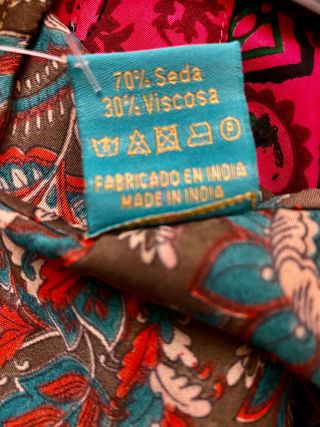 70% Seda
30% Viscosa
P
FABRICADO EN INDIA
MADE IN INDIA